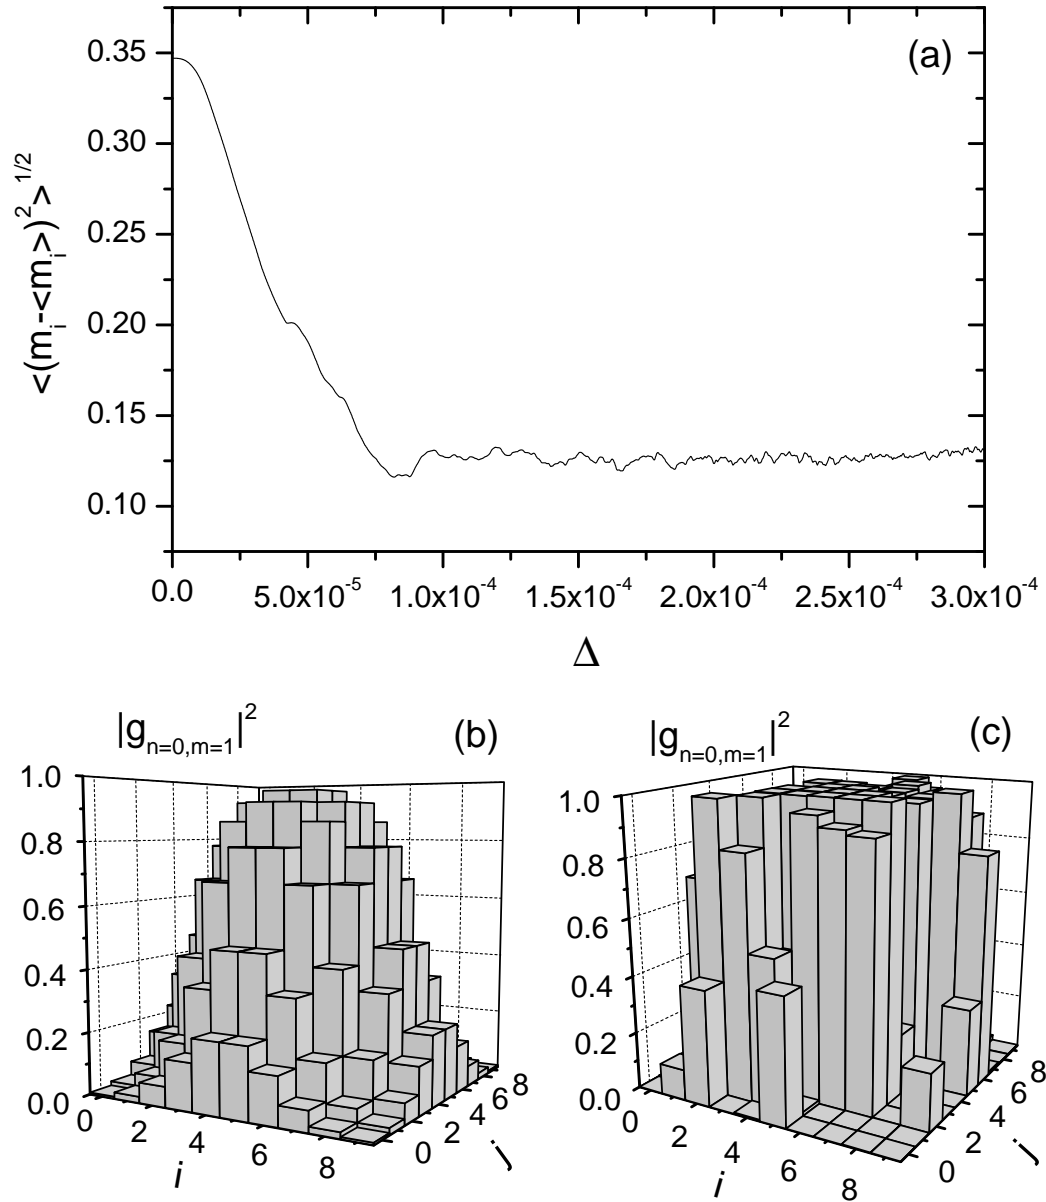 (a)
0.35
0.30
0.25
0.20
0.15
0.10
<(m_i-<m_i>)^2>^1/2
0.0 5.0x10^-5 1.0x10^-4 1.5x10^-4 2.0x10^-4 2.5x10^-4 3.0x10^-4
Δ
|g_n=0,m=1|^2 (b)
1.0
0.8
0.6
0.4
0.2
0.0
0 2 4 6 8
i
0 2 4 6 8
j
|g_n=0,m=1|^2 (c)
1.0
0.8
0.6
0.4
0.2
0.0
0 2 4 6 8
i
0 2 4 6 8
j